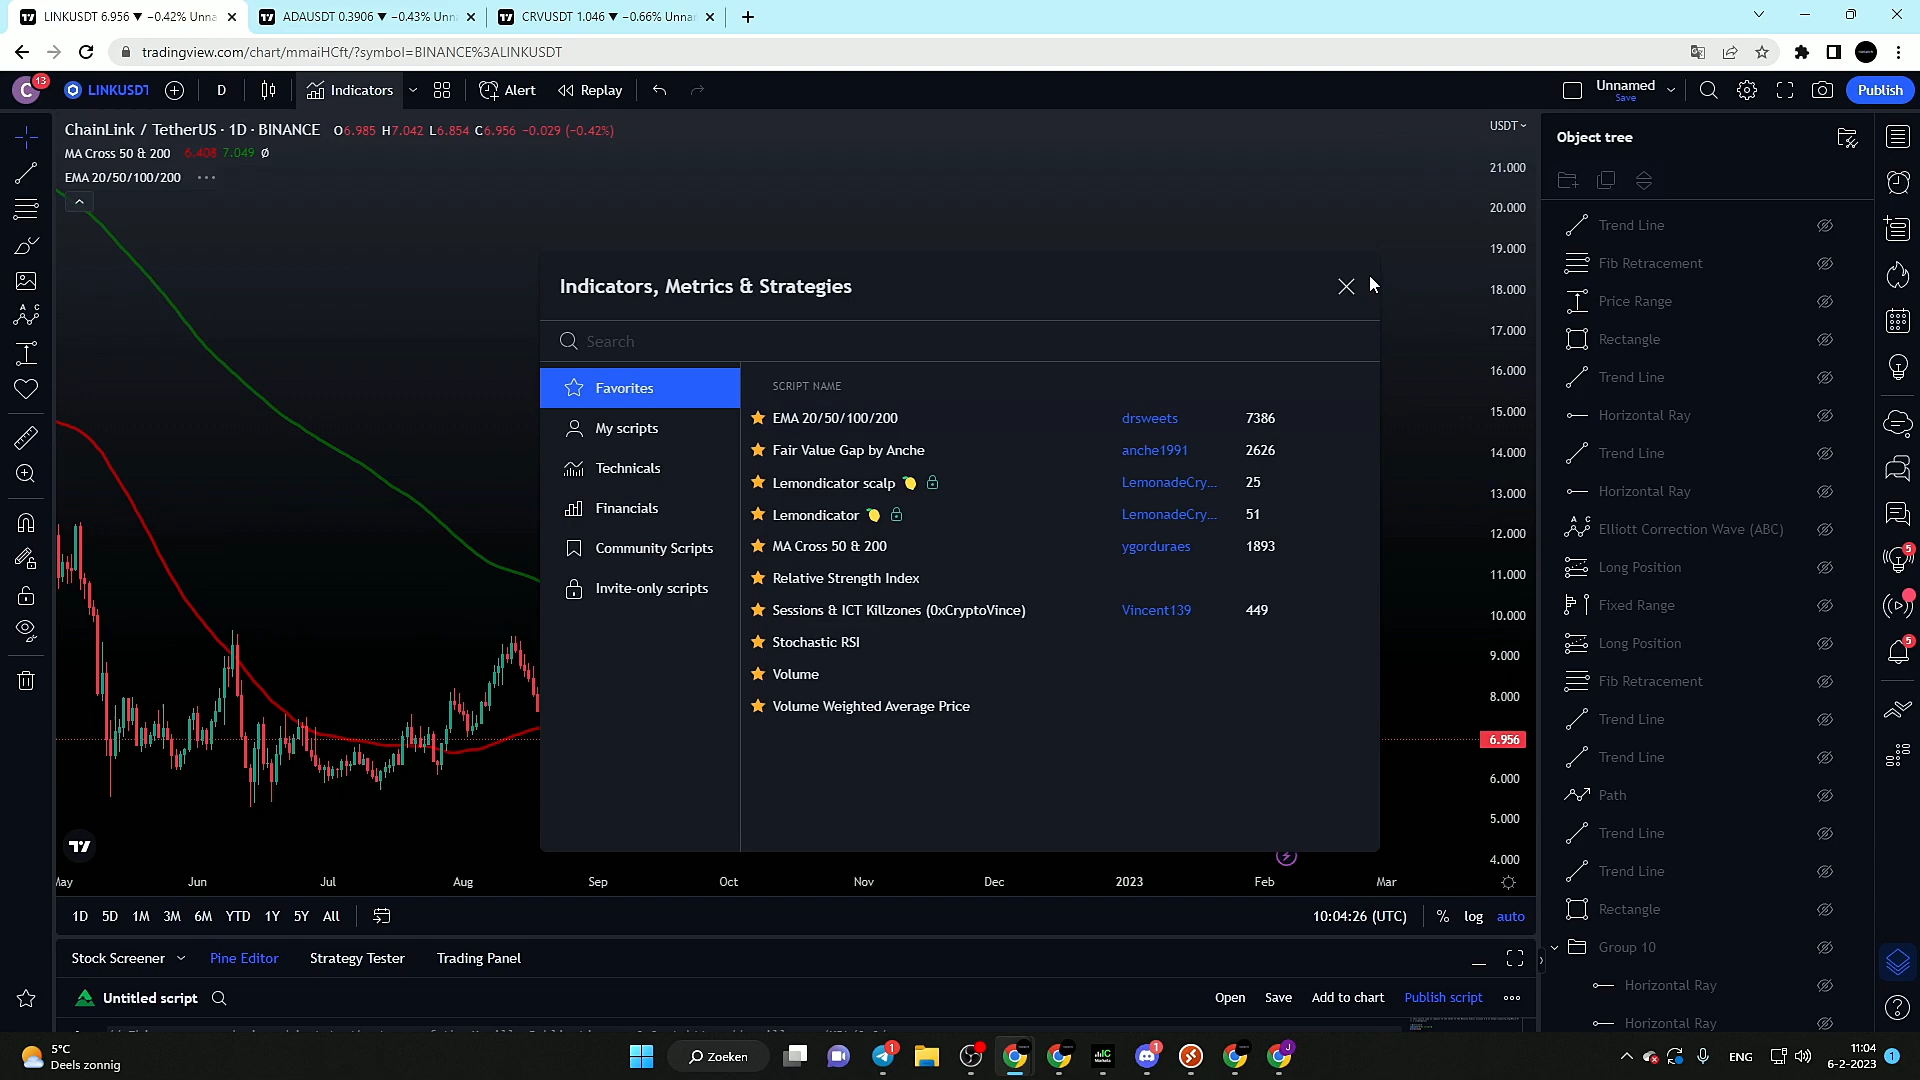 LINKUSDT 6.956 ▼ −0.42% Unna
ADAUSDT 0.3906 ▼ −0.43% Unn
CRVUSDT 1.046 ▼ −0.66% Unnar
tradingview.com/chart/mmaiHCft/?symbol=BINANCE%3ALINKUSDT
C 13
LINKUSDT
D
Indicators
Alert
Replay
Unnamed
Save
Publish
ChainLink / TetherUS · 1D · BINANCE O6.985 H7.042 L6.854 C6.956 −0.029 (−0.42%)
MA Cross 50 & 200 6.408 7.049 Ø
EMA 20/50/100/200
USDT
21.000
20.000
19.000
18.000
17.000
16.000
15.000
14.000
13.000
12.000
11.000
10.000
9.000
8.000
6.956
6.000
5.000
4.000
Indicators, Metrics & Strategies
Search
Favorites
My scripts
Technicals
Financials
Community Scripts
Invite-only scripts
SCRIPT NAME
EMA 20/50/100/200 drsweets 7386
Fair Value Gap by Anche anche1991 2626
Lemondicator scalp 🍋 LemonadeCry... 25
Lemondicator 🍋 LemonadeCry... 51
MA Cross 50 & 200 ygorduraes 1893
Relative Strength Index
Sessions & ICT Killzones (0xCryptoVince) Vincent139 449
Stochastic RSI
Volume
Volume Weighted Average Price
May Jun Jul Aug Sep Oct Nov Dec 2023 Feb Mar
1D 5D 1M 3M 6M YTD 1Y 5Y All
10:04:26 (UTC) % log auto
Stock Screener Pine Editor Strategy Tester Trading Panel
Untitled script
Open Save Add to chart Publish script
Object tree
Trend Line
Fib Retracement
Price Range
Rectangle
Trend Line
Horizontal Ray
Trend Line
Horizontal Ray
Elliott Correction Wave (ABC)
Long Position
Fixed Range
Long Position
Fib Retracement
Trend Line
Trend Line
Path
Trend Line
Trend Line
Rectangle
Group 10
Horizontal Ray
Horizontal Ray
5
5
5°C
Deels zonnig
Zoeken
1
1
J
ENG
11:04
6-2-2023
1